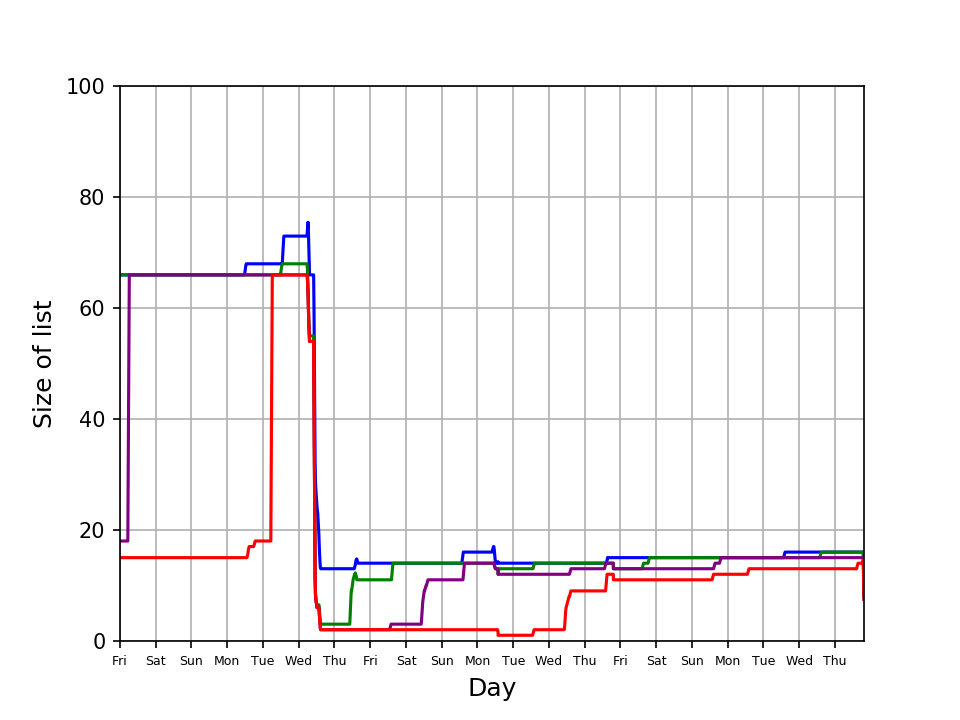 100
80
60
40
20
0
Size of list
Fri Sat Sun Mon Tue Wed Thu Fri Sat Sun Mon Tue Wed Thu Fri Sat Sun Mon Tue Wed Thu
Day